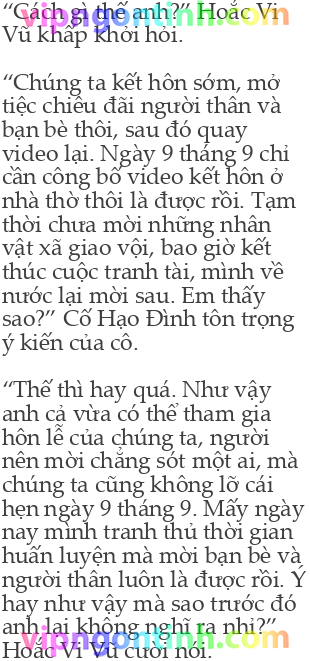 “Cách gì thế anh?” Hoắc Vi
Vũ khấp khởi hỏi.
“Chúng ta kết hôn sớm, mở
tiệc chiêu đãi người thân và
bạn bè thôi, sau đó quay
video lại. Ngày 9 tháng 9 chỉ
cần công bố video kết hôn ở
nhà thờ thôi là được rồi. Tạm
thời chưa mời những nhân
vật xã giao vội, bao giờ kết
thúc cuộc tranh tài, mình về
nước lại mời sau. Em thấy
sao?” Cố Hạo Đình tôn trọng
ý kiến của cô.
“Thế thì hay quá. Như vậy
anh cả vừa có thể tham gia
hôn lễ của chúng ta, người
nên mời chẳng sót một ai, mà
chúng ta cũng không lỡ cái
hẹn ngày 9 tháng 9. Mấy ngày
nay mình tranh thủ thời gian
huấn luyện mà mời bạn bè và
người thân luôn là được rồi. Ý
hay như vậy mà sao trước đó
anh lại không nghĩ ra nhỉ?”
Hoắc Vi Vũ cười nói.
vipngontinh.com
vipngontinh.com